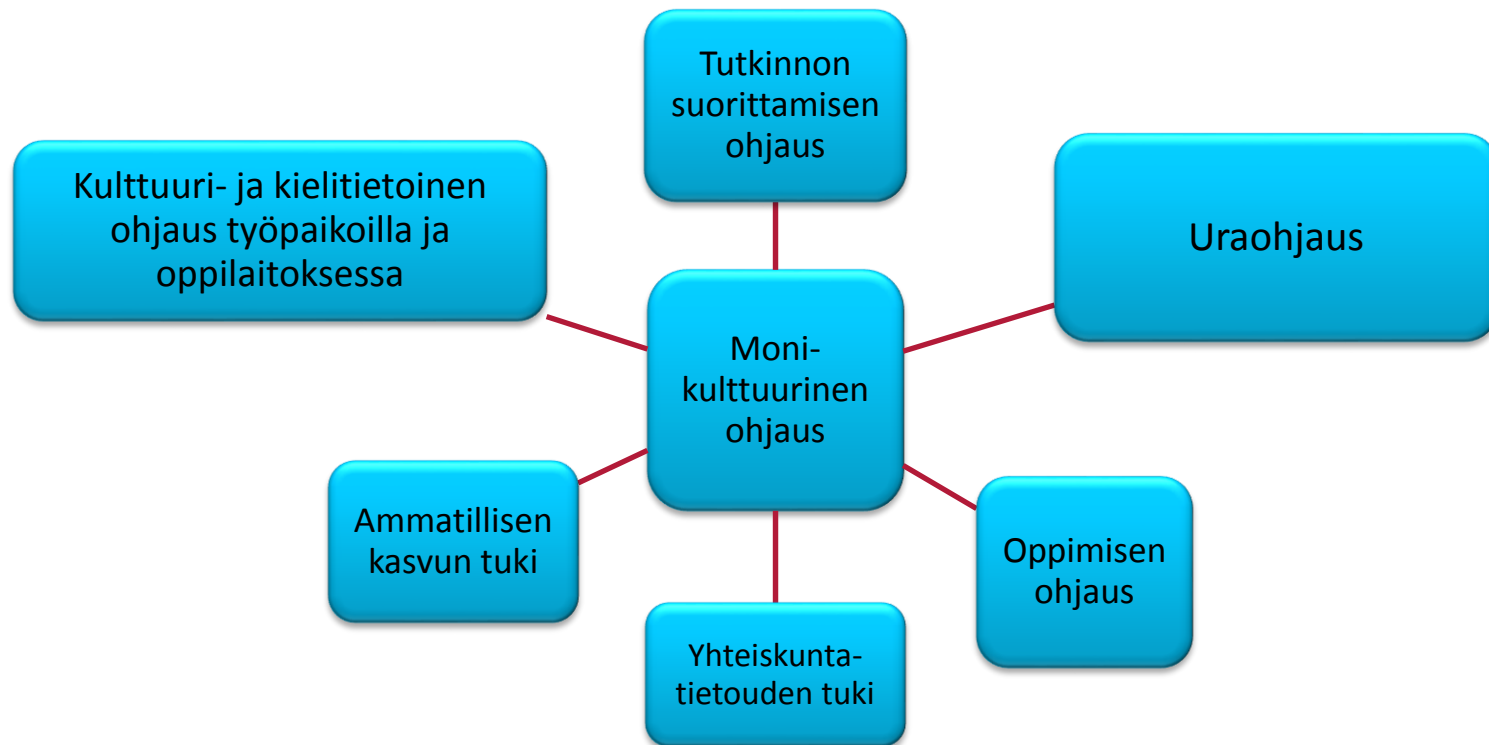 Tutkinnon
suorittamisen
ohjaus
Kulttuuri- ja kielitietoinen
ohjaus työpaikoilla ja
oppilaitoksessa
Uraohjaus
Moni-
kulttuurinen
ohjaus
Ammatillisen
kasvun tuki
Oppimisen
ohjaus
Yhteiskunta-
tietouden tuki